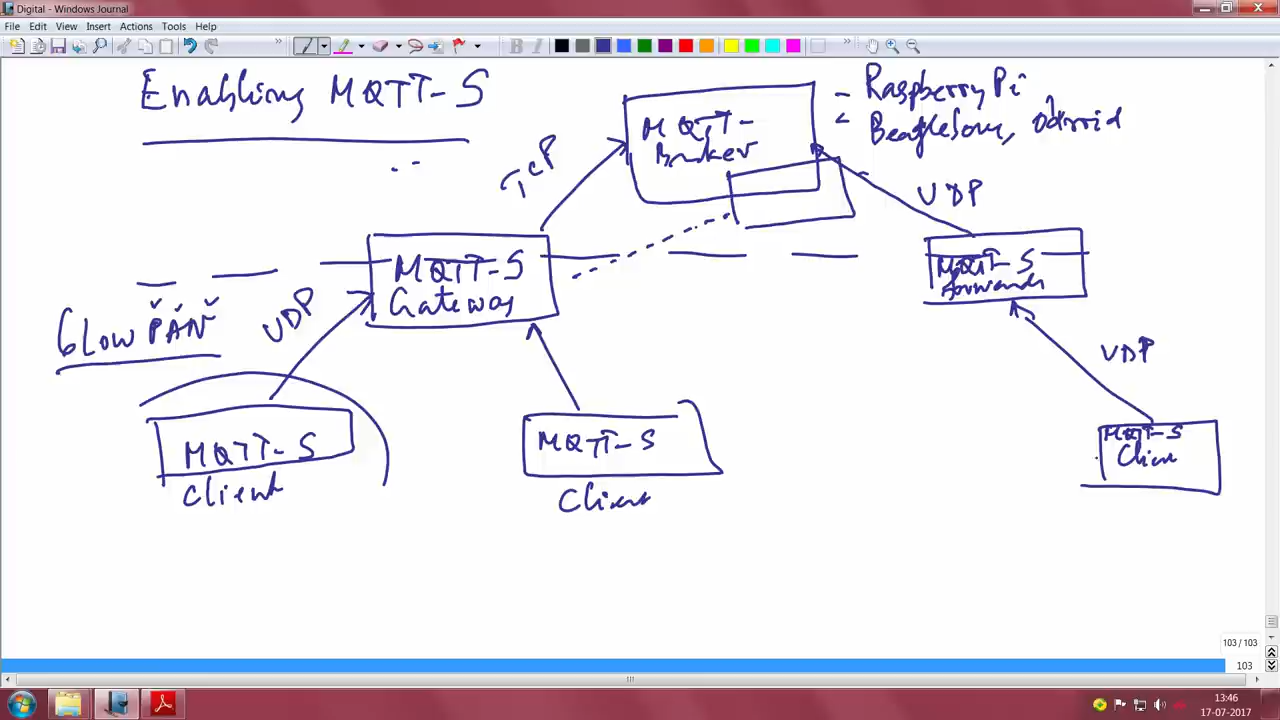 Digital - Windows Journal
File Edit View Insert Actions Tools Help
Enabling MQTT-S
MQTT-
Broker
- Raspberry Pi
- Beaglebone, Odroid
TCP
UDP
MQTT-S
Gateway
MQTT-S
forwarder
6LowPAN
UDP
UDP
MQTT-S
Client
MQTT-S
Client
MQTT-S
Client
103 / 103
103
13:46
17-07-2017